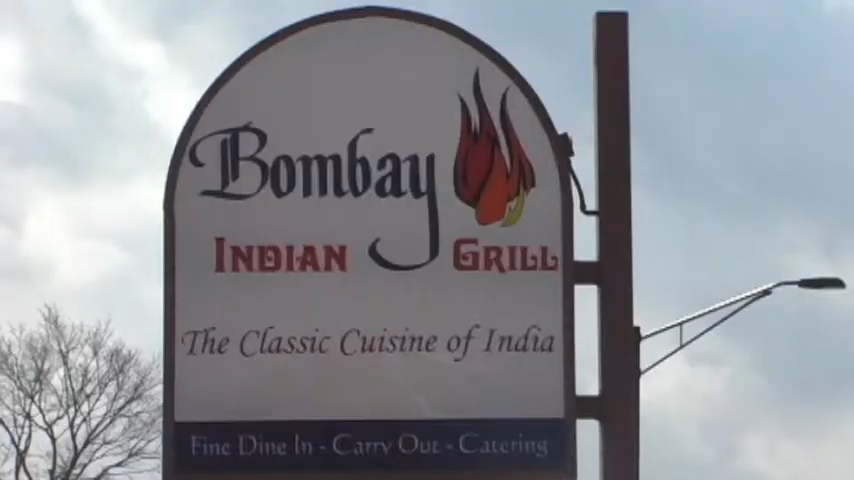 Bombay
INDIAN GRILL
The Classic Cuisine of India
Fine Dine In - Carry Out - Catering